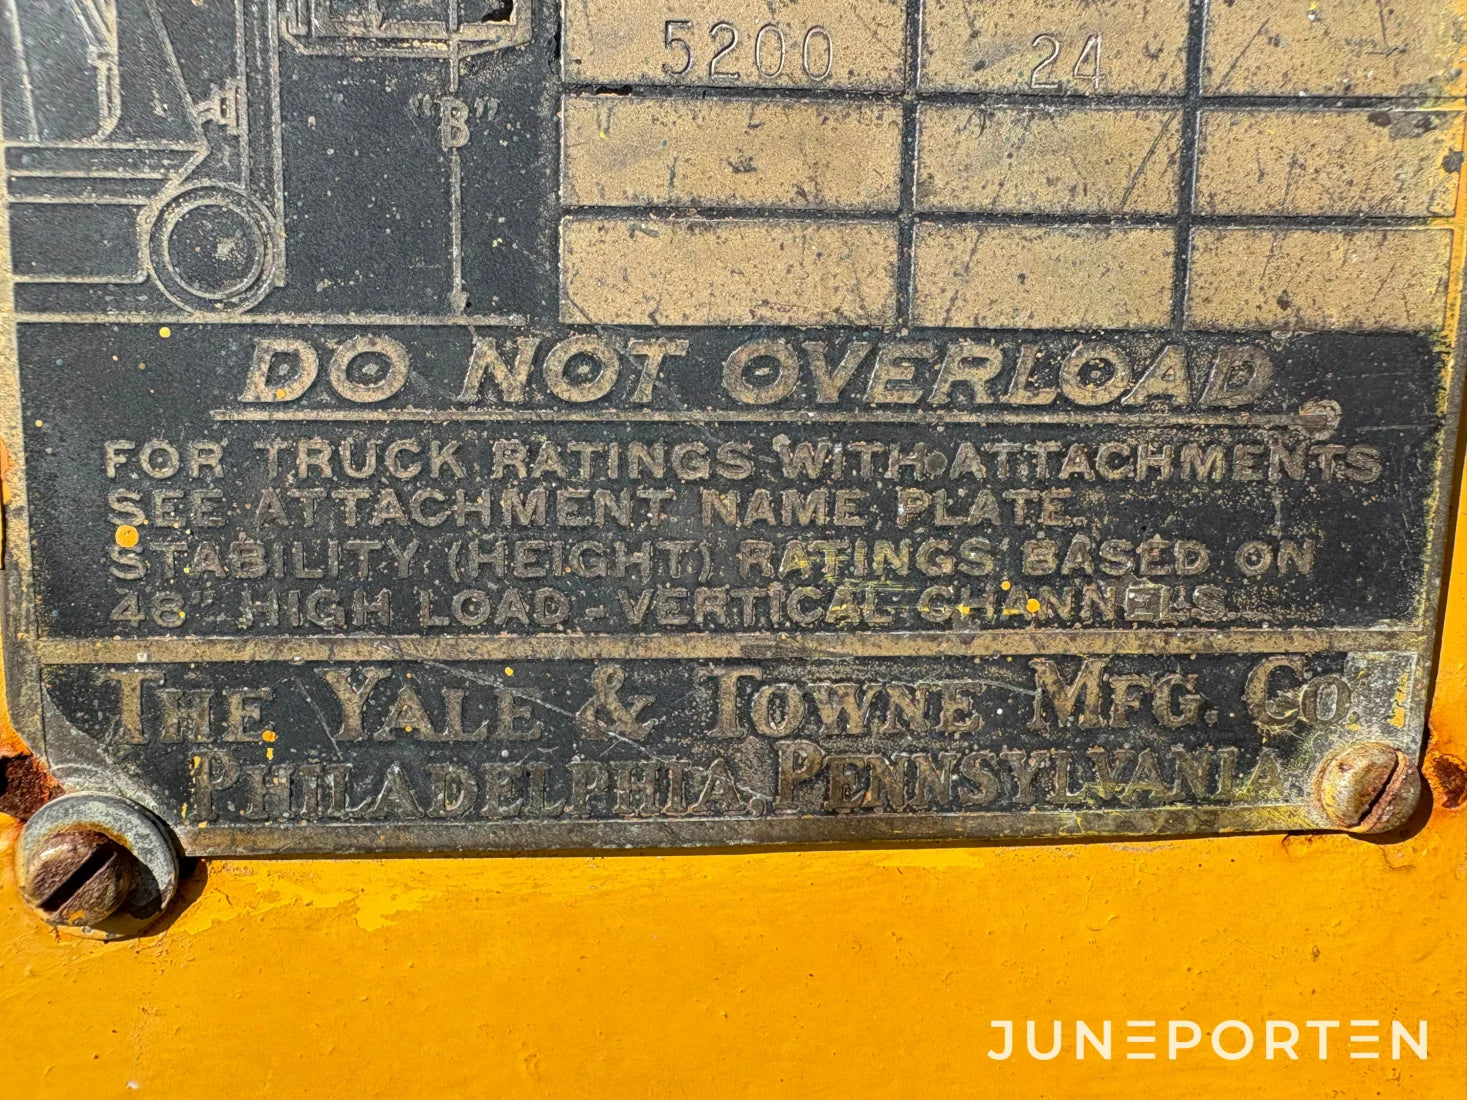 5200 24
"B"
DO NOT OVERLOAD
FOR TRUCK RATINGS WITH ATTACHMENTS
SEE ATTACHMENT NAME PLATE.
STABILITY (HEIGHT) RATINGS BASED ON
48" HIGH LOAD - VERTICAL CHANNELS
THE YALE & TOWNE MFG. CO.
PHILADELPHIA, PENNSYLVANIA
JUNEPORTEN